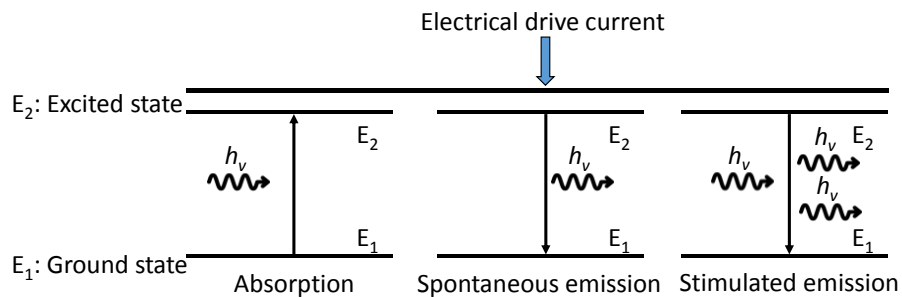 Electrical drive current
E₂: Excited state
E₂
E₂
E₂
hᵥ
hᵥ
hᵥ
hᵥ
hᵥ
E₁
E₁
E₁
E₁: Ground state
Absorption
Spontaneous emission
Stimulated emission